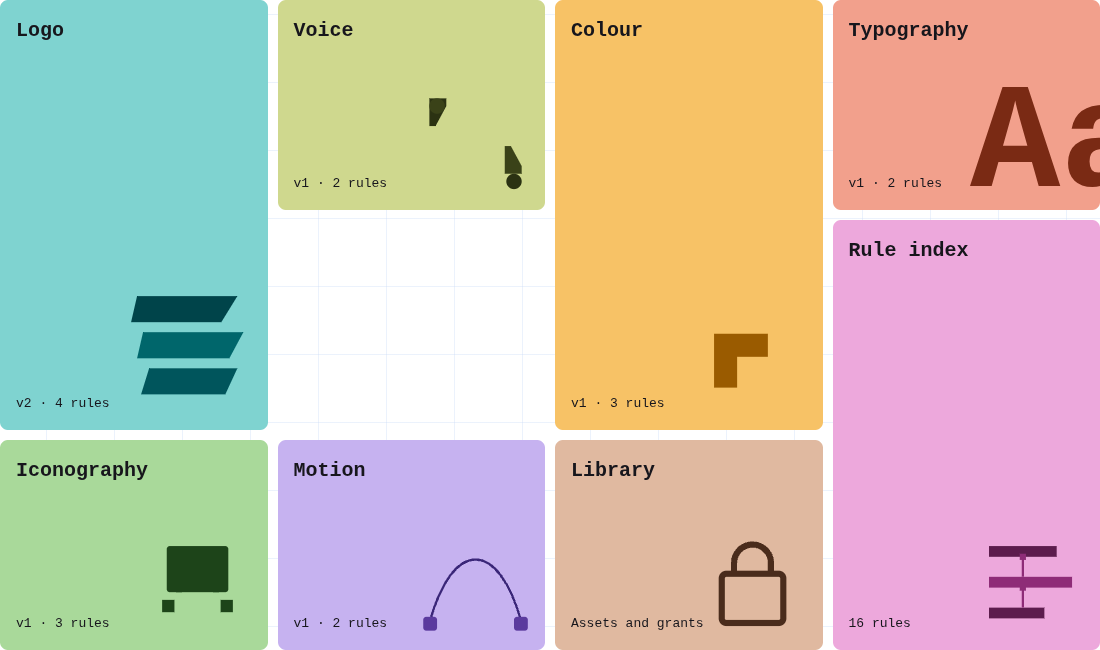 Logo
v2 · 4 rules
Voice
v1 · 2 rules
Colour
v1 · 3 rules
Typography
Aa
v1 · 2 rules
Rule index
16 rules
Iconography
v1 · 3 rules
Motion
v1 · 2 rules
Library
Assets and grants